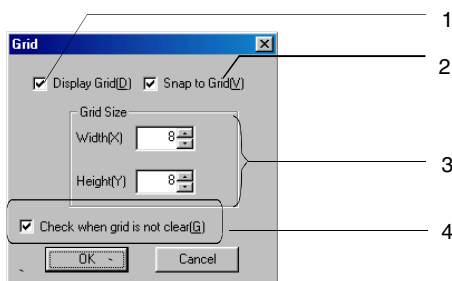 1
Grid
2
Display Grid(D) Snap to Grid(V)
Grid Size
Width(X) 8
3
Height(Y) 8
Check when grid is not clear(G)
4
OK Cancel